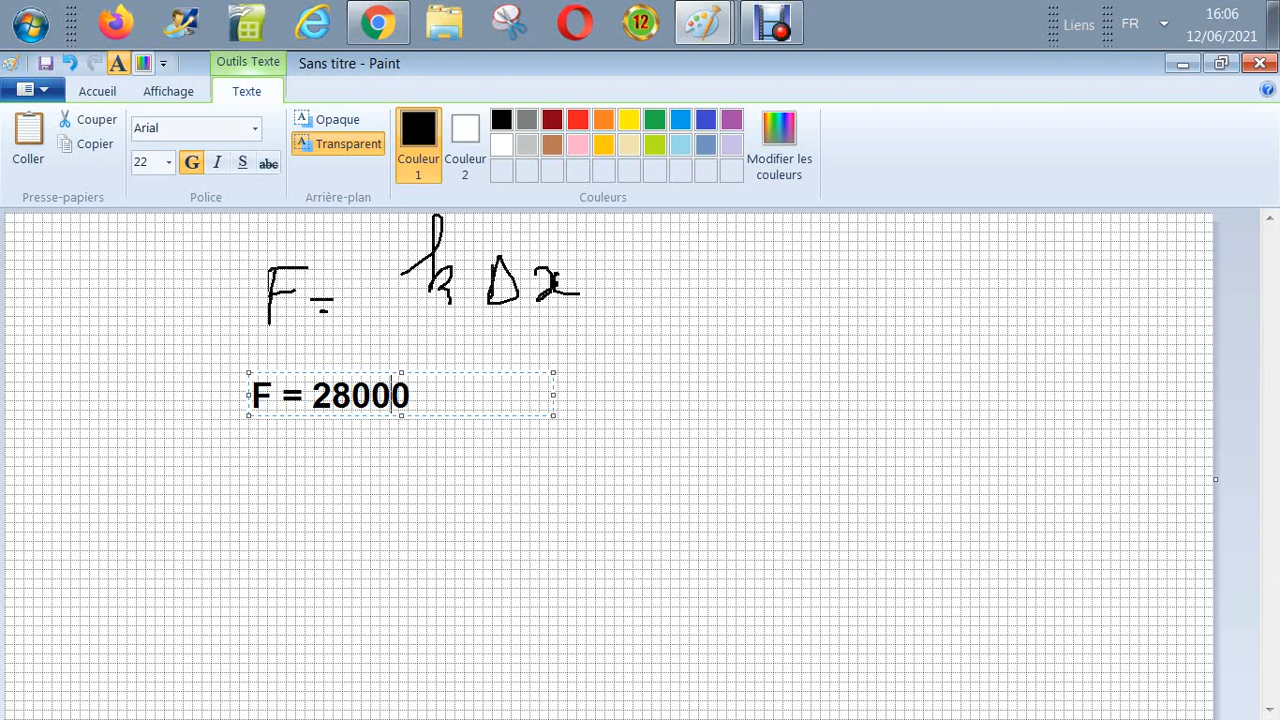 12
Liens
FR
16:06
12/06/2021
Outils Texte
Sans titre - Paint
Accueil
Affichage
Texte
Coller
Couper
Copier
Presse-papiers
Arial
22
G I S abc
Police
Opaque
Transparent
Arrière-plan
Couleur 1
Couleur 2
Modifier les couleurs
Couleurs
F = k Δ x
F = 28000